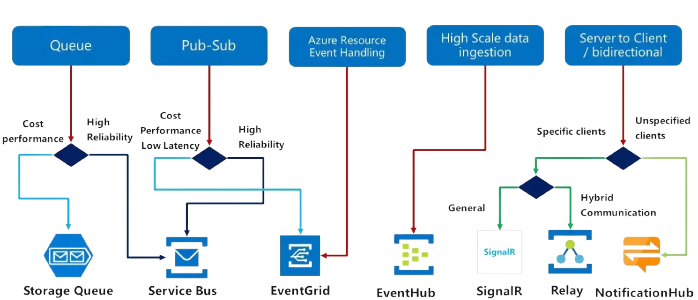 Queue
Pub-Sub
Azure Resource
Event Handling
High Scale data
ingestion
Server to Client
/ bidirectional
Cost
performance
High
Reliability
Cost
Performance
Low Latency
High
Reliability
Specific clients
Unspecified
clients
General
Hybrid
Communication
SignalR
Storage Queue
Service Bus
EventGrid
EventHub
SignalR
Relay
NotificationHub